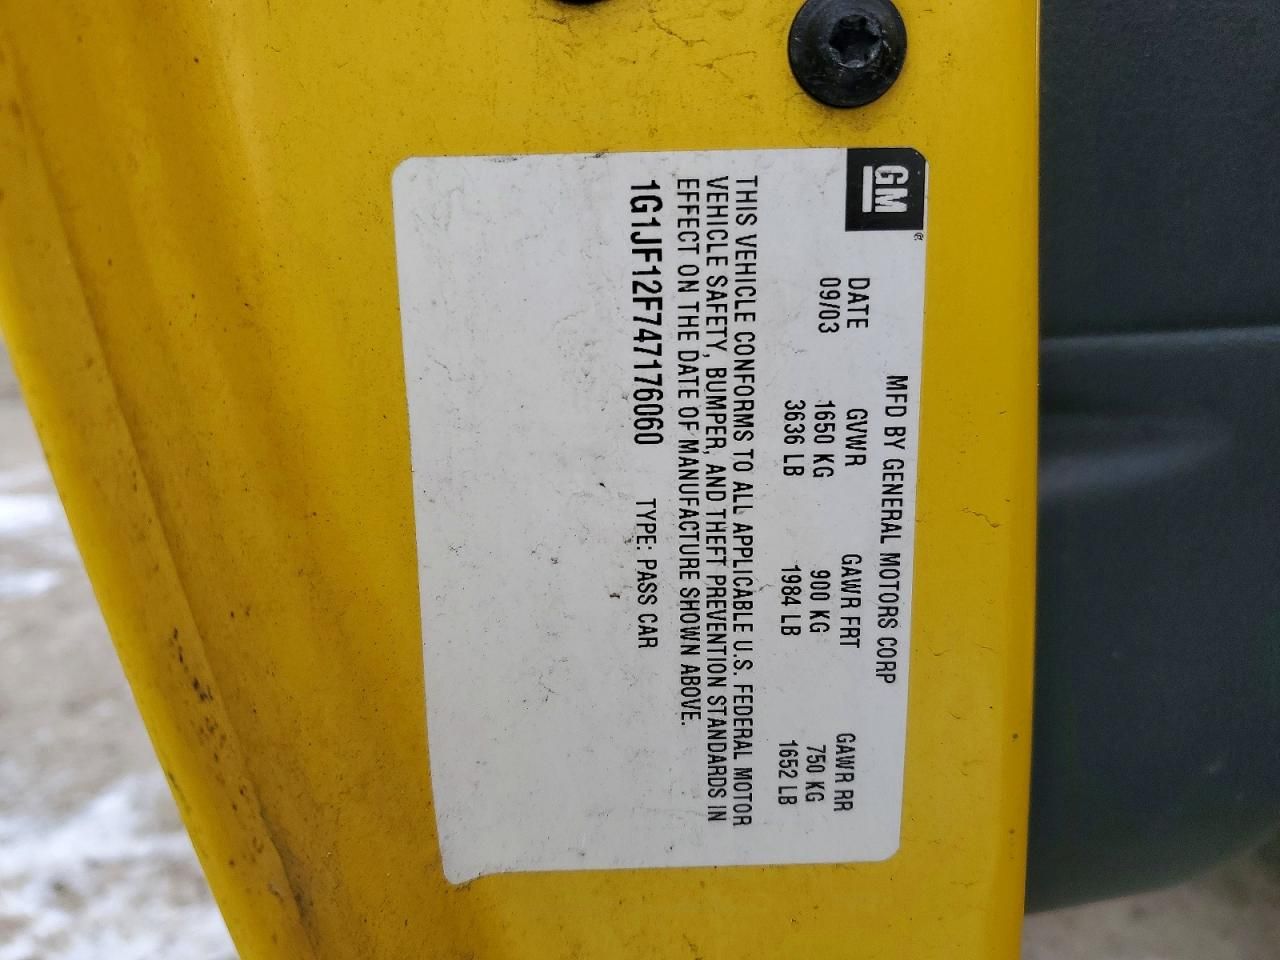 GM
®
MFD BY GENERAL MOTORS CORP
DATE GVWR GAWR FRT GAWR RR
09/03 1650 KG 900 KG 750 KG
3636 LB 1984 LB 1652 LB
THIS VEHICLE CONFORMS TO ALL APPLICABLE U.S. FEDERAL MOTOR
VEHICLE SAFETY, BUMPER, AND THEFT PREVENTION STANDARDS IN
EFFECT ON THE DATE OF MANUFACTURE SHOWN ABOVE.
1G1JF12F747176060 TYPE: PASS CAR